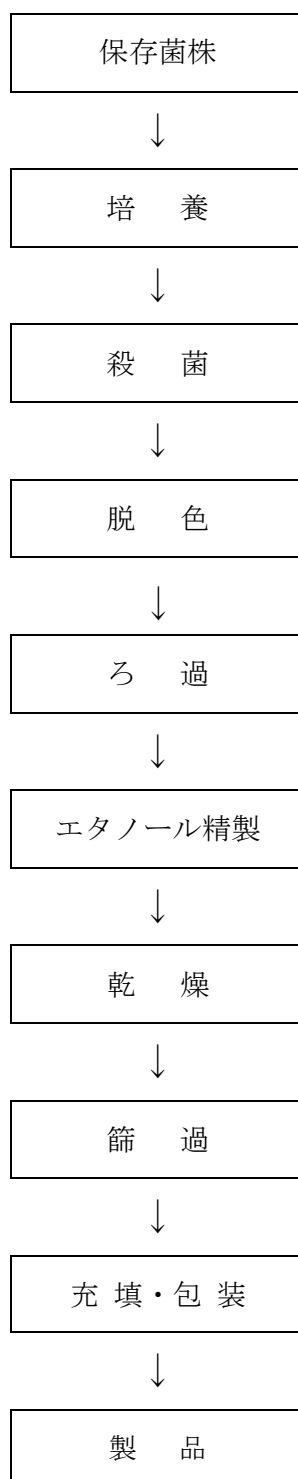 保存菌株
↓
培 養
↓
殺 菌
↓
脱 色
↓
ろ 過
↓
エタノール精製
↓
乾 燥
↓
篩 過
↓
充 填・包 装
↓
製 品